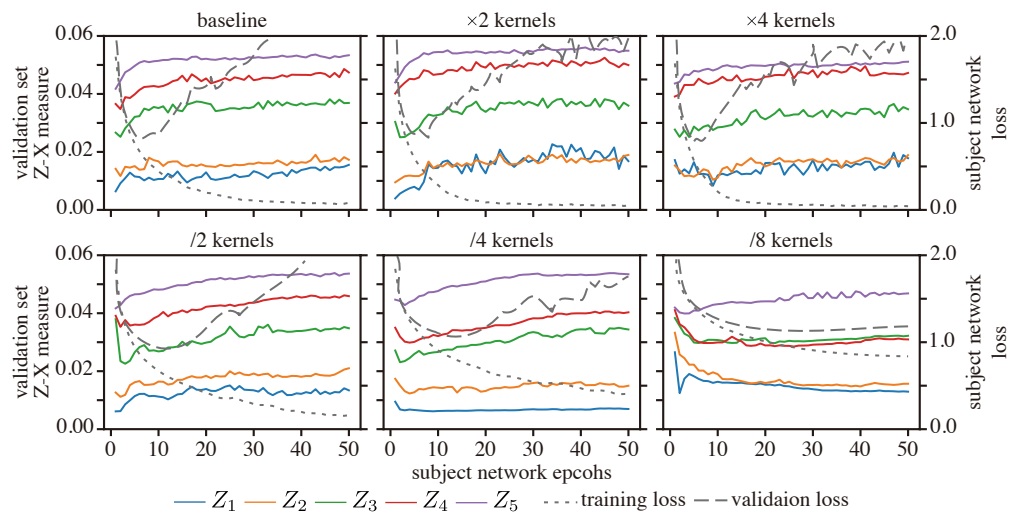 baseline ×2 kernels ×4 kernels
0.06 2.0
0.04
1.0
0.02
0.00 0.0
validation set
Z- X measure
subject network
loss
/2 kernels /4 kernels /8 kernels
0.06 2.0
0.04
1.0
0.02
0.00 0.0
validation set
Z-X measure
subject network
loss
0 10 20 30 40 50 0 10 20 30 40 50 0 10 20 30 40 50
subject network epcohs
Z1 Z2 Z3 Z4 Z5 training loss validaion loss